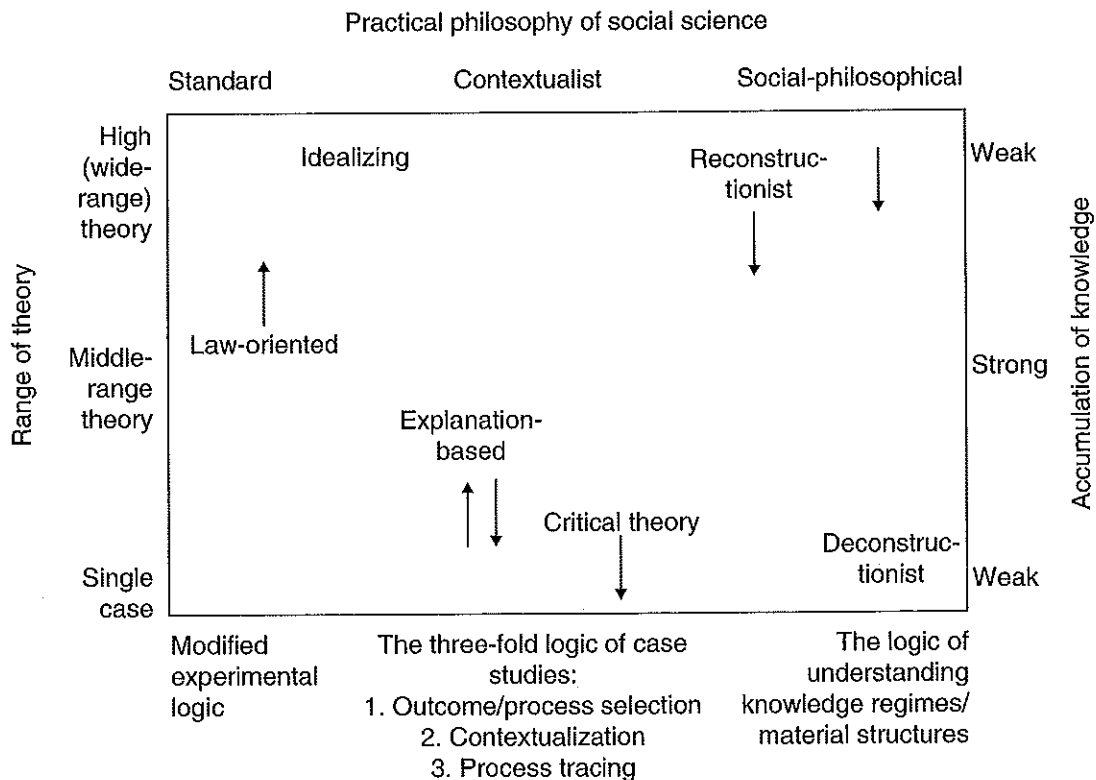 Practical philosophy of social science
Standard
Contextualist
Social-philosophical
High
(wide-
range)
theory
Idealizing
Reconstruc-
tionist
Weak
Law-oriented
Middle-
range
theory
Strong
Explanation-
based
Critical theory
Deconstruc-
tionist
Single
case
Weak
Range of theory
Accumulation of knowledge
Modified
experimental
logic
The three-fold logic of case
studies:
1. Outcome/process selection
2. Contextualization
3. Process tracing
The logic of
understanding
knowledge regimes/
material structures